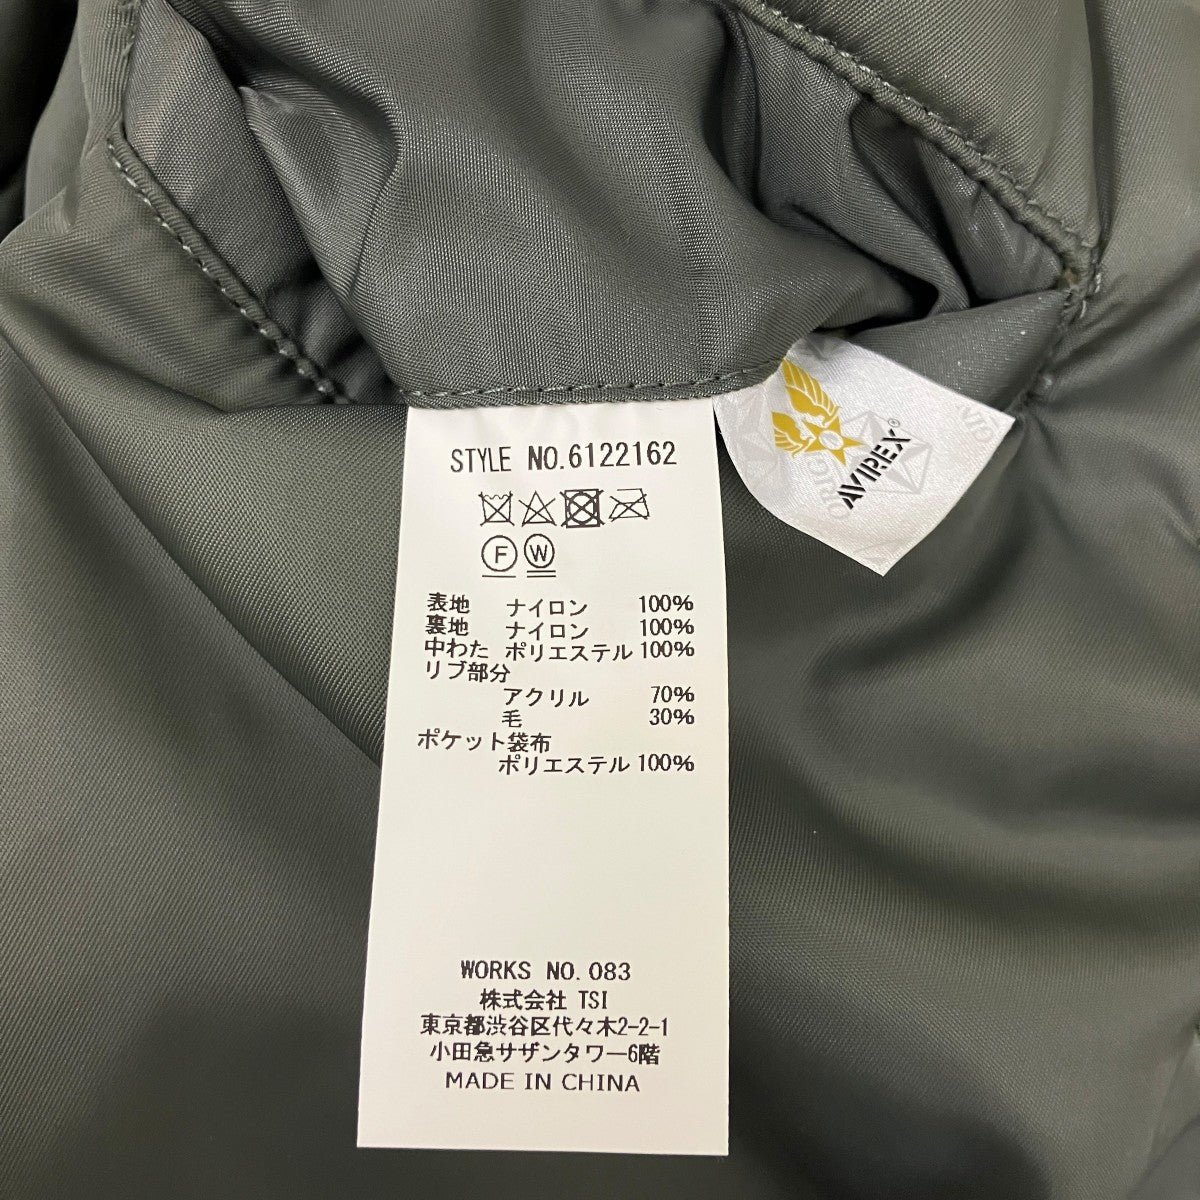 STYLE NO.6122162
F W
表地 ナイロン 100%
裏地 ナイロン 100%
中わた ポリエステル 100%
リブ部分
アクリル 70%
毛 30%
ポケット袋布
ポリエステル 100%
WORKS NO. 083
株式会社 TSI
東京都渋谷区代々木2-2-1
小田急サザンタワー6階
MADE IN CHINA
AVIREX®